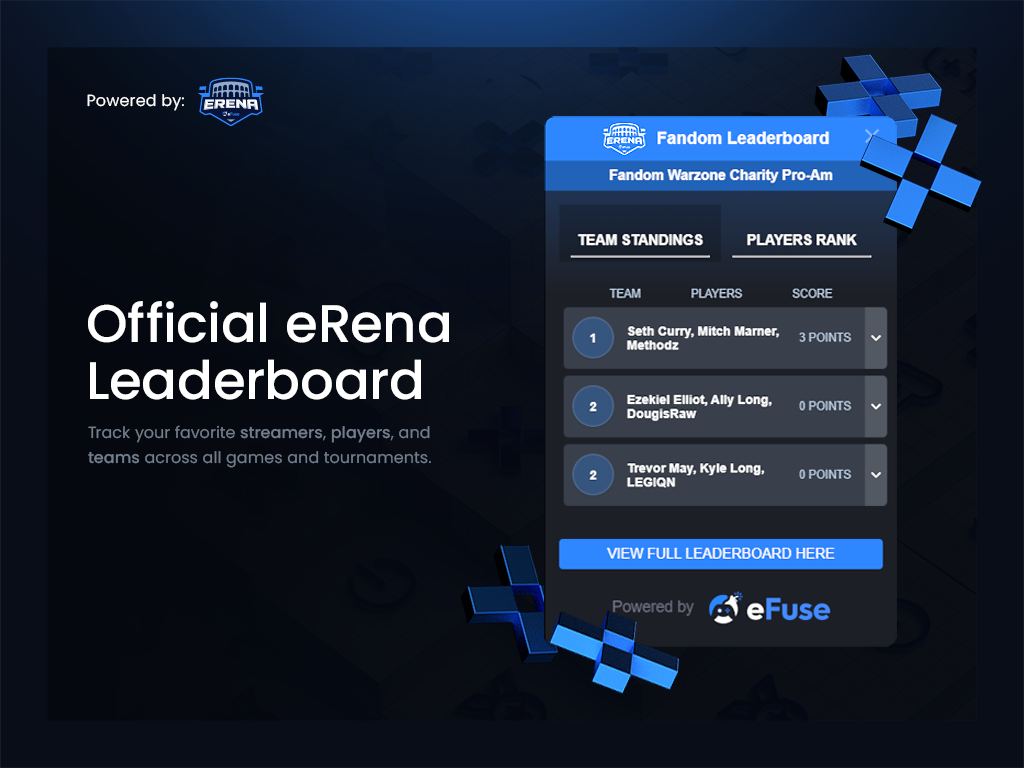 Powered by:
ERENA
eFuse
Official eRena
Leaderboard
Track your favorite streamers, players, and
teams across all games and tournaments.
ERENA
Fandom Leaderboard
Fandom Warzone Charity Pro-Am
TEAM STANDINGS
PLAYERS RANK
TEAM PLAYERS SCORE
1
Seth Curry, Mitch Marner,
Methodz
3 POINTS
2
Ezekiel Elliot, Ally Long,
DougisRaw
0 POINTS
2
Trevor May, Kyle Long,
LEGIQN
0 POINTS
VIEW FULL LEADERBOARD HERE
Powered by eFuse